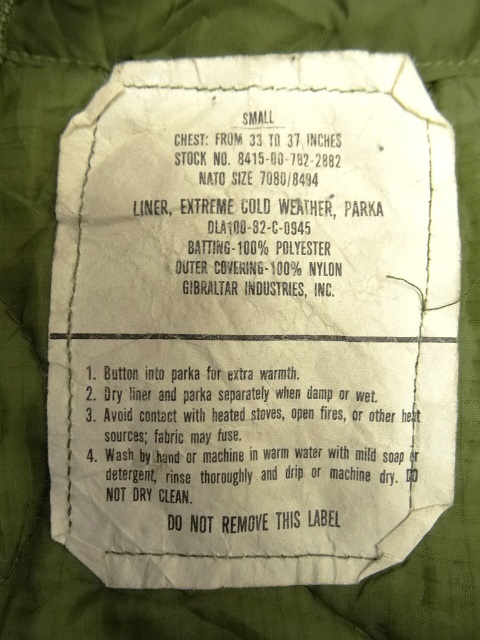 SMALL
CHEST: FROM 33 TO 37 INCHES
STOCK NO. 8415-00-782-2882
NATO SIZE 7080/8494
LINER, EXTREME COLD WEATHER, PARKA
DLA100-82-C-0945
BATTING-100% POLYESTER
OUTER COVERING-100% NYLON
GIBRALTAR INDUSTRIES, INC.
1. Button into parka for extra warmth.
2. Dry liner and parka separately when damp or wet.
3. Avoid contact with heated stoves, open fires, or other heat
sources; fabric may fuse.
4. Wash by hand or machine in warm water with mild soap or
detergent, rinse thoroughly and drip or machine dry. DO
NOT DRY CLEAN.
DO NOT REMOVE THIS LABEL